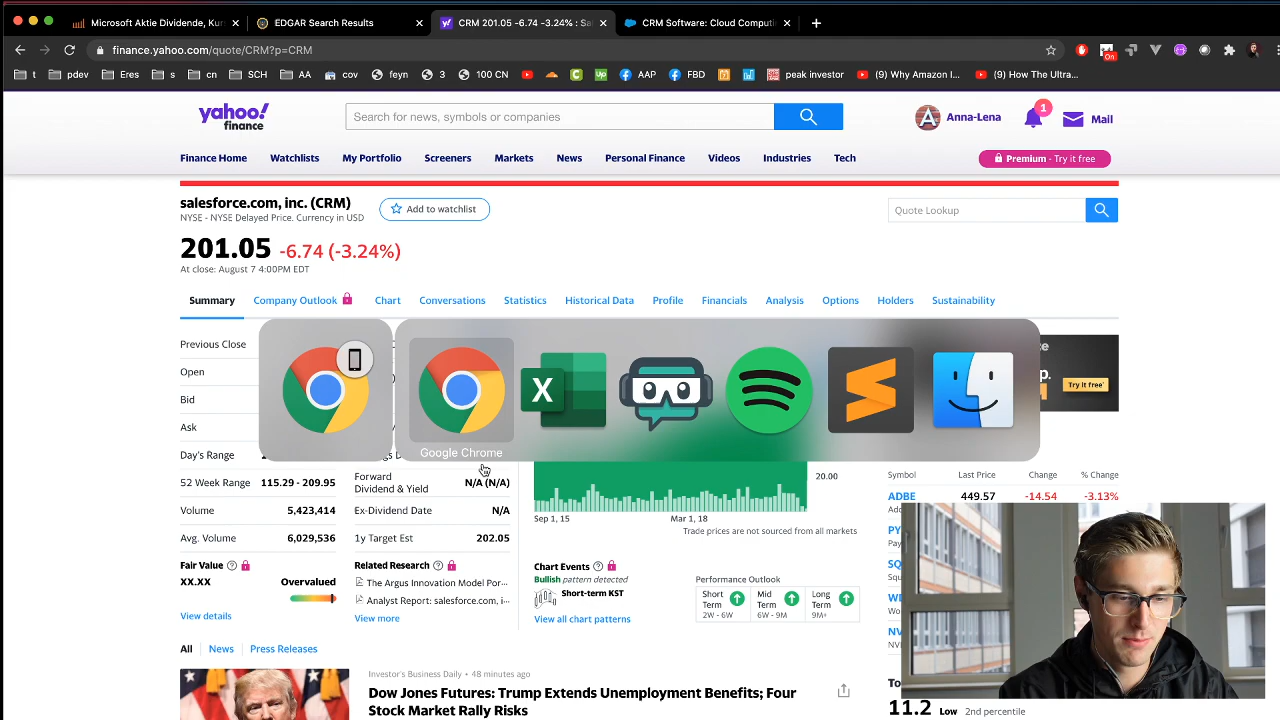 Microsoft Aktie Dividende, Kur
EDGAR Search Results
CRM 201.05 -6.74 -3.24% : Sa
CRM Software: Cloud Computi
finance.yahoo.com/quote/CRM?p=CRM
On
t
pdev
Eres
s
cn
SCH
AA
cov
feyn
3
100 CN
AAP
FBD
peak investor
(9) Why Amazon I...
(9) How The Ultra...
yahoo!
finance
Search for news, symbols or companies
Anna-Lena
1
Mail
Finance Home
Watchlists
My Portfolio
Screeners
Markets
News
Personal Finance
Videos
Industries
Tech
Premium - Try it free
salesforce.com, inc. (CRM)
NYSE - NYSE Delayed Price. Currency in USD
Add to watchlist
Quote Lookup
201.05 -6.74 (-3.24%)
At close: August 7 4:00PM EDT
Summary
Company Outlook
Chart
Conversations
Statistics
Historical Data
Profile
Financials
Analysis
Options
Holders
Sustainability
Previous Close
Open
Bid
Ask
Day's Range
52 Week Range 115.29 - 209.95
Volume 5,423,414
Avg. Volume 6,029,536
Google Chrome
Forward
Dividend & Yield N/A (N/A)
Ex-Dividend Date N/A
1y Target Est 202.05
20.00
Sep 1, 15
Mar 1, 18
Trade prices are not sourced from all markets
Try it free
Symbol Last Price Change % Change
ADBE 449.57 -14.54 -3.13%
Fair Value
XX.XX Overvalued
View details
Related Research
The Argus Innovation Model Por...
Analyst Report: salesforce.com, i...
View more
Chart Events
Bullish pattern detected
Short-term KST
View all chart patterns
Performance Outlook
Short
Term
2W - 6W
Mid
Term
6W - 9M
Long
Term
9M+
All
News
Press Releases
Investor's Business Daily • 48 minutes ago
Dow Jones Futures: Trump Extends Unemployment Benefits; Four
Stock Market Rally Risks
11.2 Low 2nd percentile